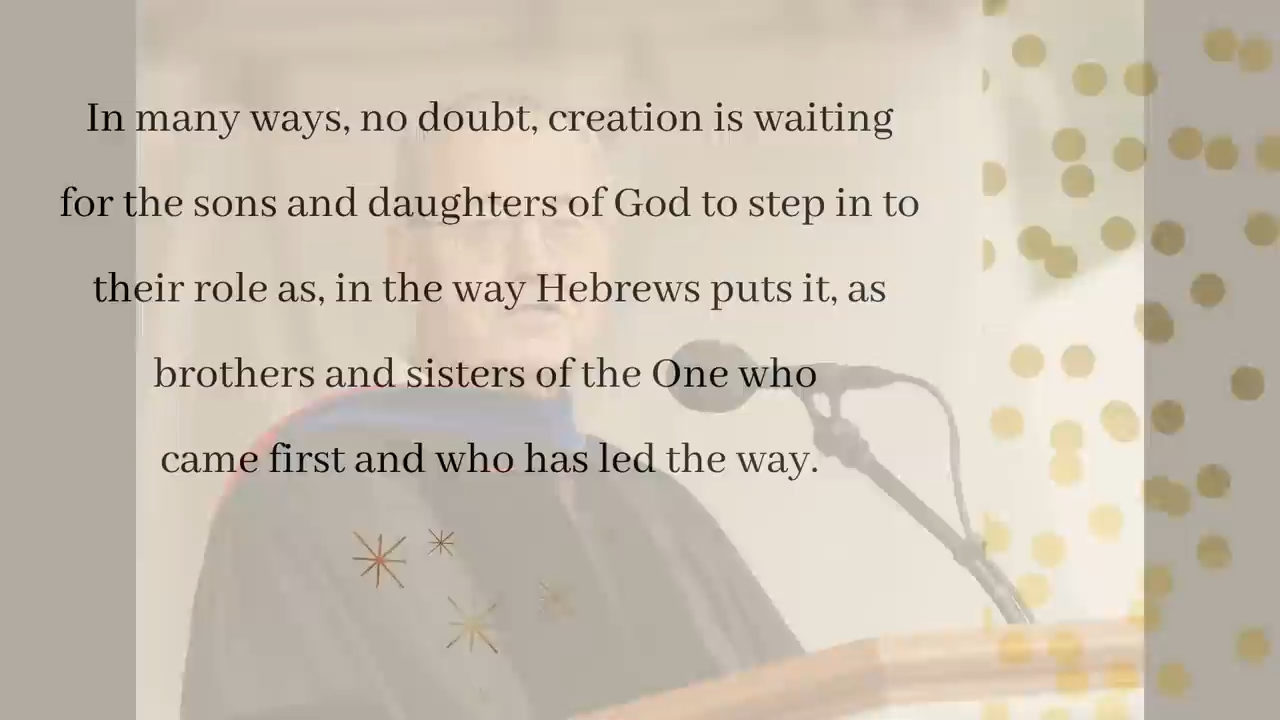 In many ways, no doubt, creation is waiting
for the sons and daughters of God to step in to
their role as, in the way Hebrews puts it, as
brothers and sisters of the One who
came first and who has led the way.